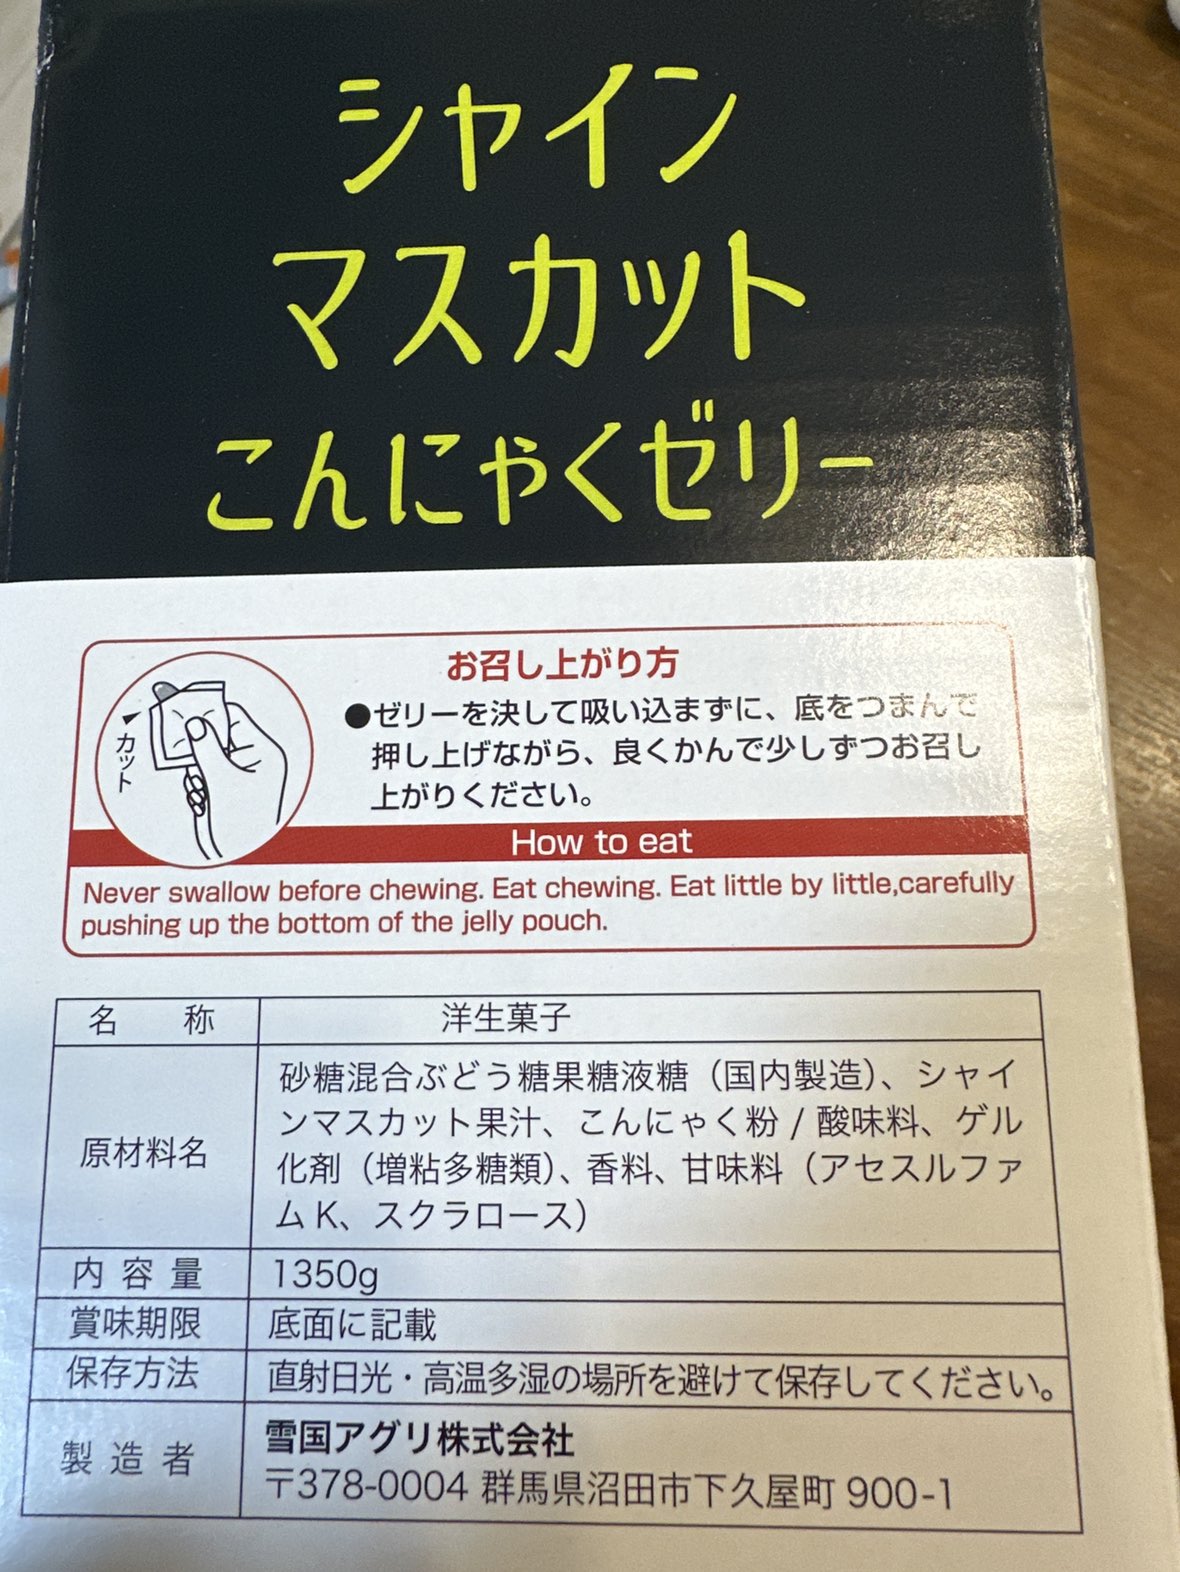 シャイン
マスカット
こんにゃくゼリー
お召し上がり方
カット
●ゼリーを決して吸い込まずに、底をつまんで
押し上げながら、良くかんで少しずつお召し
上がりください。
How to eat
Never swallow before chewing. Eat chewing. Eat little by little,carefully
pushing up the bottom of the jelly pouch.
名称 洋生菓子
原材料名 砂糖混合ぶどう糖果糖液糖（国内製造）、シャイ
ンマスカット果汁、こんにゃく粉 / 酸味料、ゲル
化剤（増粘多糖類）、香料、甘味料（アセスルファ
ムK、スクラロース）
内容量 1350g
賞味期限 底面に記載
保存方法 直射日光・高温多湿の場所を避けて保存してください。
製造者 雪国アグリ株式会社
〒378-0004 群馬県沼田市下久屋町 900-1